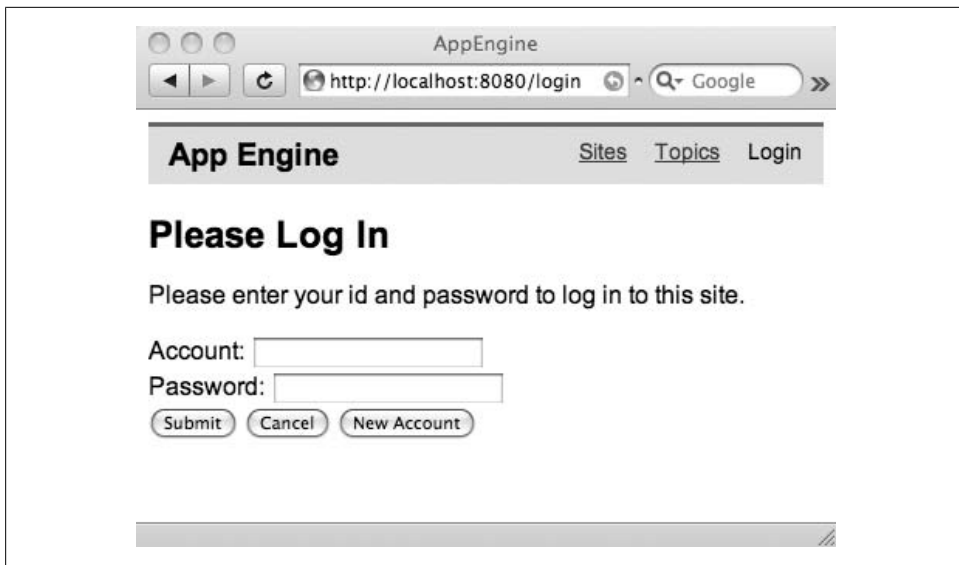 AppEngine
http://localhost:8080/login Google
App Engine Sites Topics Login
Please Log In
Please enter your id and password to log in to this site.
Account:
Password:
Submit Cancel New Account